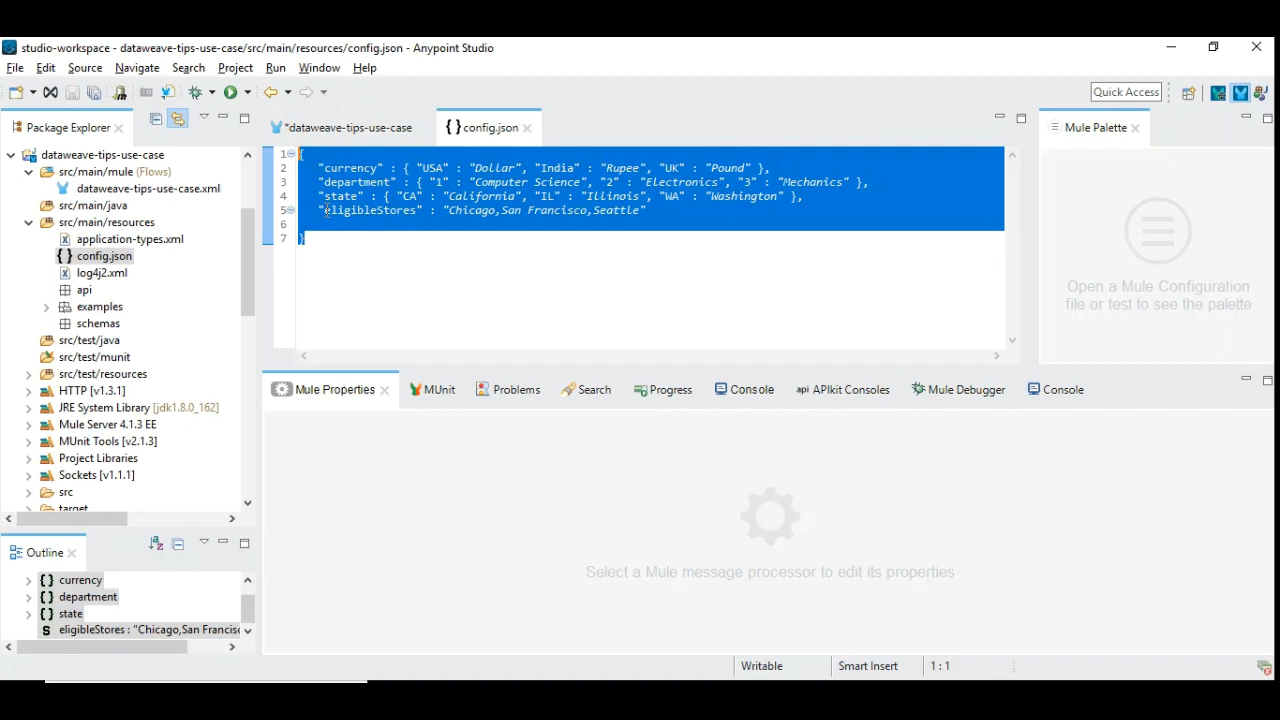 studio-workspace - dataweave-tips-use-case/src/main/resources/config.json - Anypoint Studio
File Edit Source Navigate Search Project Run Window Help
Quick Access
Package Explorer
*dataweave-tips-use-case
{} config.json
Mule Palette
dataweave-tips-use-case
src/main/mule (Flows)
dataweave-tips-use-case.xml
src/main/java
src/main/resources
application-types.xml
{} config.json
log4j2.xml
api
examples
schemas
src/test/java
src/test/munit
src/test/resources
HTTP [v1.3.1]
JRE System Library [jdk1.8.0_162]
Mule Server 4.1.3 EE
MUnit Tools [v2.1.3]
Project Libraries
Sockets [v1.1.1]
src
target
1 {
2 "currency" : { "USA" : "Dollar", "India" : "Rupee", "UK" : "Pound" },
3 "department" : { "1" : "Computer Science", "2" : "Electronics", "3" : "Mechanics" },
4 "state" : { "CA" : "California", "IL" : "Illinois", "WA" : "Washington" },
5 "eligibleStores" : "Chicago,San Francisco,Seattle"
6
7 }
Open a Mule Configuration
file or test to see the palette
Mule Properties
MUnit
Problems
Search
Progress
Console
api APIkit Consoles
Mule Debugger
Console
Select a Mule message processor to edit its properties
Outline
{} currency
{} department
{} state
S eligibleStores : "Chicago,San Francisc
Writable
Smart Insert
1 : 1